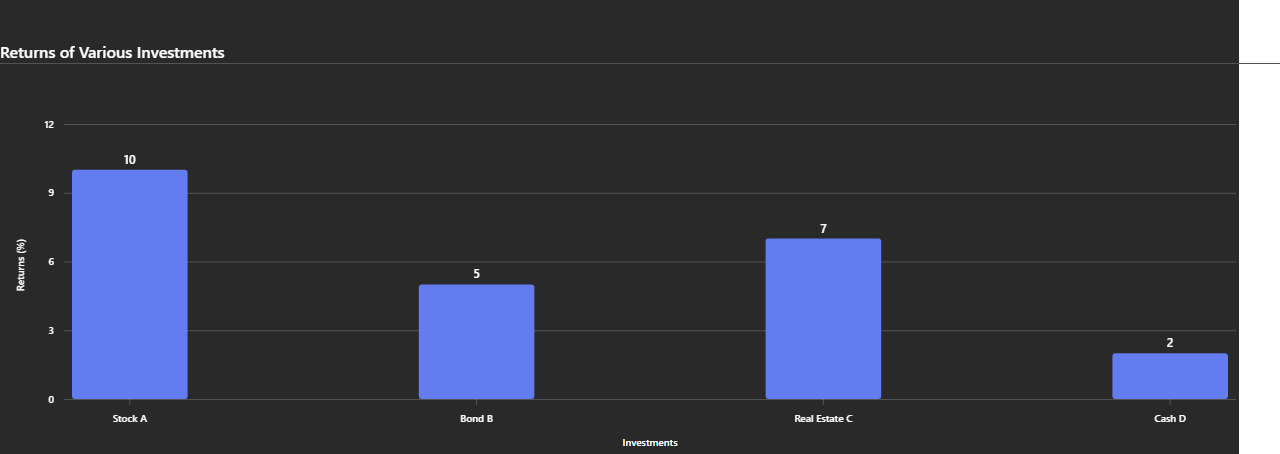 Returns of Various Investments
12
10
9
7
Returns (%)
6
5
3
2
0
Stock A Bond B Real Estate C Cash D
Investments